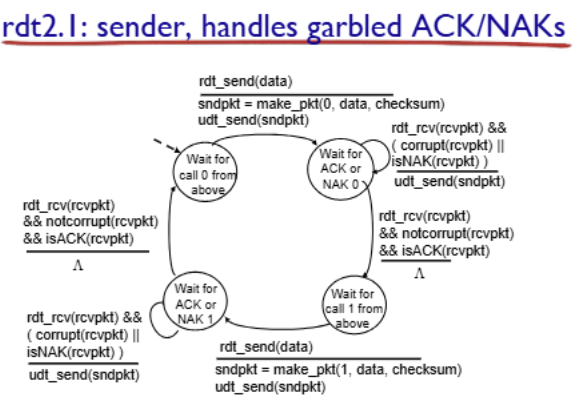 rdt2.1: sender, handles garbled ACK/NAKs
rdt_send(data)
sndpkt = make_pkt(0, data, checksum)
udt_send(sndpkt)
Wait for
call 0 from
above
Wait for
ACK or
NAK 0
rdt_rcv(rcvpkt) &&
( corrupt(rcvpkt) ||
isNAK(rcvpkt) )
udt_send(sndpkt)
rdt_rcv(rcvpkt)
&& notcorrupt(rcvpkt)
&& isACK(rcvpkt)
Λ
rdt_rcv(rcvpkt)
&& notcorrupt(rcvpkt)
&& isACK(rcvpkt)
Λ
Wait for
ACK or
NAK 1
Wait for
call 1 from
above
rdt_rcv(rcvpkt) &&
( corrupt(rcvpkt) ||
isNAK(rcvpkt) )
udt_send(sndpkt)
rdt_send(data)
sndpkt = make_pkt(1, data, checksum)
udt_send(sndpkt)